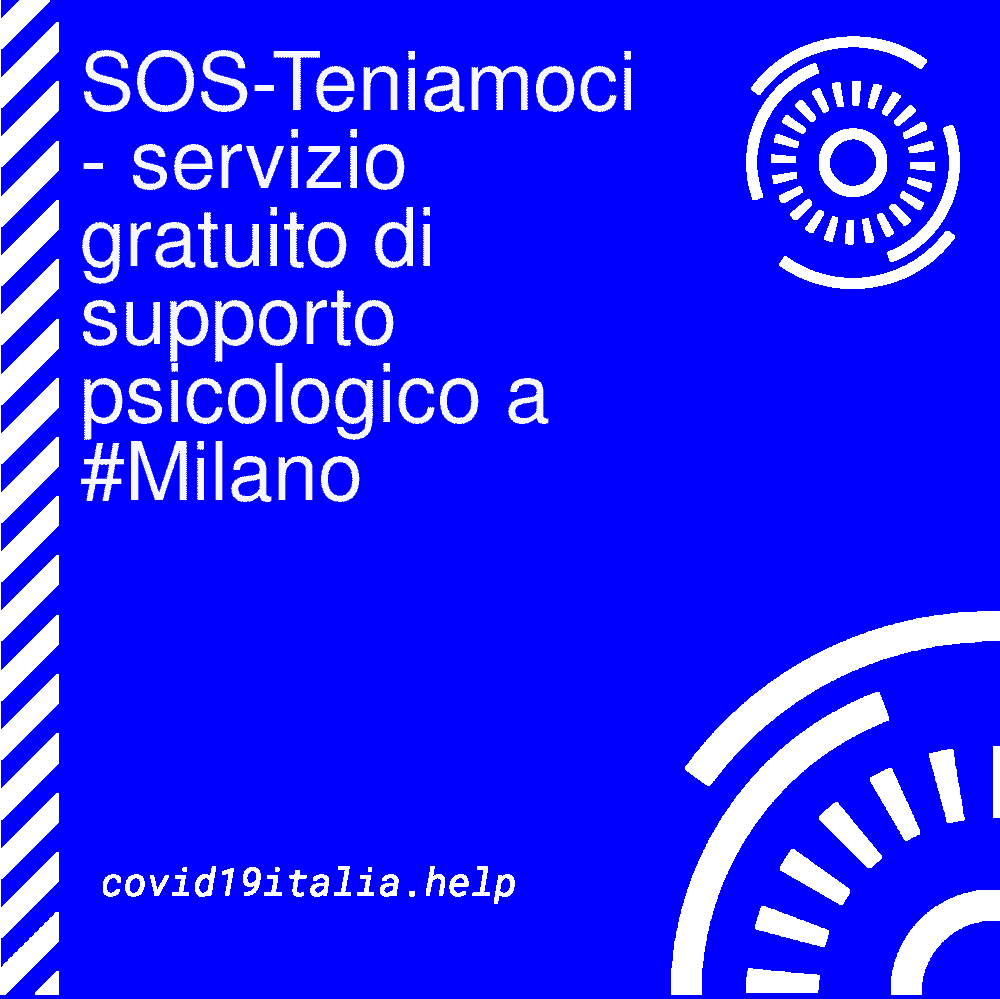 SOS-Teniamoci
- servizio
gratuito di
supporto
psicologico a
#Milano
covid19italia.help